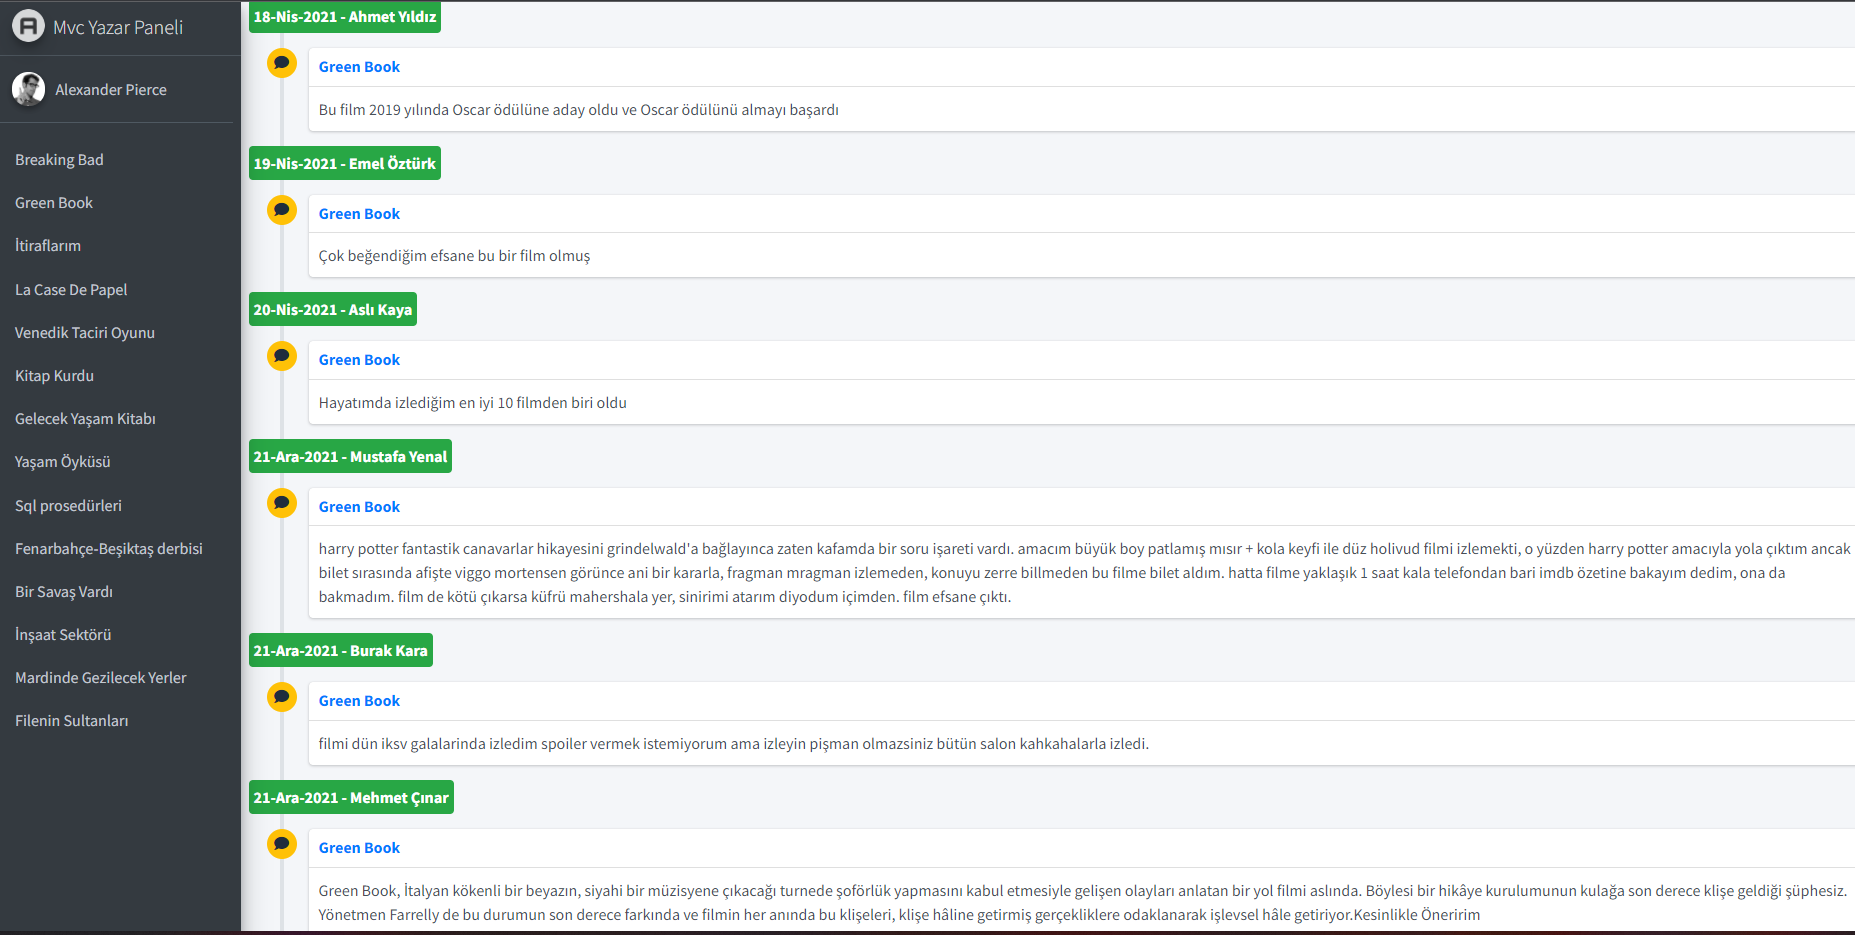 Mvc Yazar Paneli
Alexander Pierce
Breaking Bad
Green Book
İtiraflarım
La Case De Papel
Venedik Taciri Oyunu
Kitap Kurdu
Gelecek Yaşam Kitabı
Yaşam Öyküsü
Sql prosedürleri
Fenarbahçe-Beşiktaş derbisi
Bir Savaş Vardı
İnşaat Sektörü
Mardinde Gezilecek Yerler
Filenin Sultanları
18-Nis-2021 - Ahmet Yıldız
Green Book
Bu film 2019 yılında Oscar ödülüne aday oldu ve Oscar ödülünü almayı başardı
19-Nis-2021 - Emel Öztürk
Green Book
Çok beğendiğim efsane bu bir film olmuş
20-Nis-2021 - Aslı Kaya
Green Book
Hayatımda izlediğim en iyi 10 filmden biri oldu
21-Ara-2021 - Mustafa Yenal
Green Book
harry potter fantastik canavarlar hikayesini grindelwald'a bağlayınca zaten kafamda bir soru işareti vardı. amacım büyük boy patlamış mısır + kola keyfi ile düz holivud filmi izlemekti, o yüzden harry potter amacıyla yola çıktım ancak
bilet sırasında afişte viggo mortensen görünce ani bir kararla, fragman mragman izlemeden, konuyu zerre billmeden bu filme bilet aldım. hatta filme yaklaşık 1 saat kala telefondan bari imdb özetine bakayım dedim, ona da
bakmadım. film de kötü çıkarsa küfrü mahershala yer, sinirimi atarım diyodum içimden. film efsane çıktı.
21-Ara-2021 - Burak Kara
Green Book
filmi dün iksv galalarinda izledim spoiler vermek istemiyorum ama izleyin pişman olmazsiniz bütün salon kahkahalarla izledi.
21-Ara-2021 - Mehmet Çınar
Green Book
Green Book, İtalyan kökenli bir beyazın, siyahi bir müzisyene çıkacağı turnede şoförlük yapmasını kabul etmesiyle gelişen olayları anlatan bir yol filmi aslında. Böylesi bir hikâye kurulumunun kulağa son derece klişe geldiği şüphesiz.
Yönetmen Farrelly de bu durumun son derece farkında ve filmin her anında bu klişeleri, klişe hâline getirmiş gerçekliklere odaklanarak işlevsel hâle getiriyor.Kesinlikle Öneririm